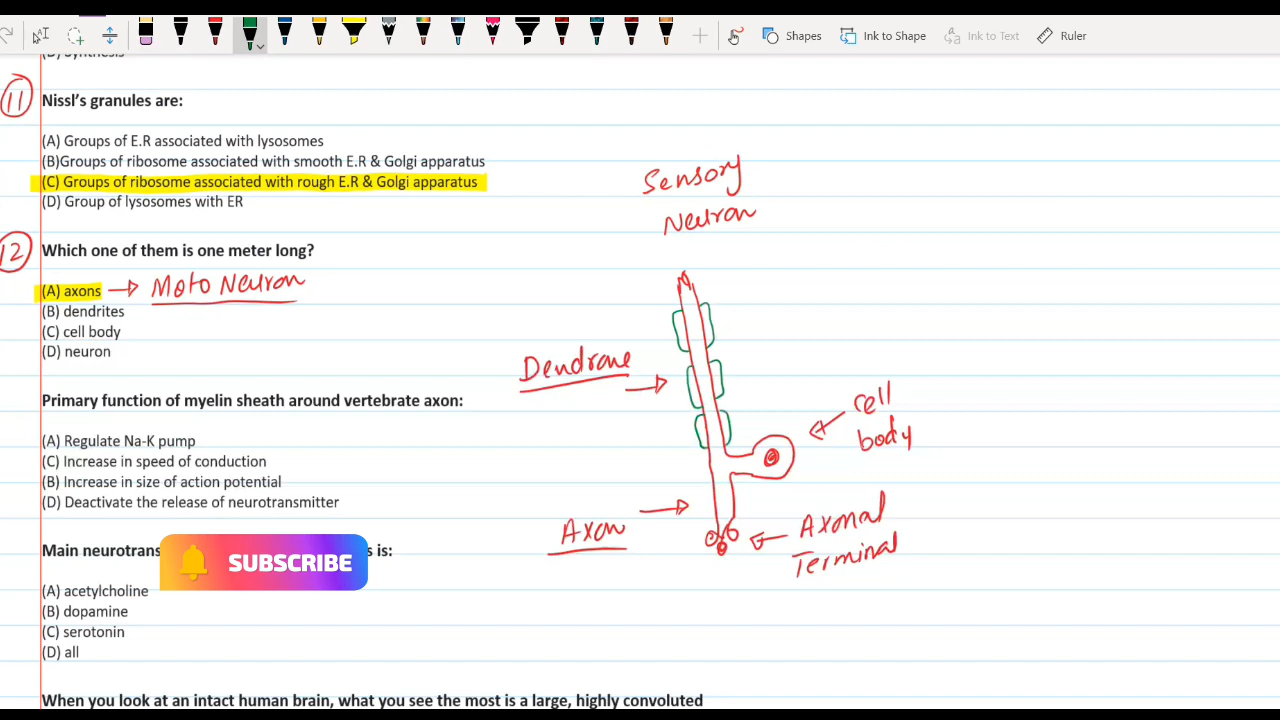 Shapes
Ink to Shape
Ink to Text
Ruler
(D) Synthesis
11
Nissl's granules are:
(A) Groups of E.R associated with lysosomes
(B)Groups of ribosome associated with smooth E.R & Golgi apparatus
(C) Groups of ribosome associated with rough E.R & Golgi apparatus
(D) Group of lysosomes with ER
12
Which one of them is one meter long?
(A) axons → Moto Neuron
(B) dendrites
(C) cell body
(D) neuron
Primary function of myelin sheath around vertebrate axon:
(A) Regulate Na-K pump
(C) Increase in speed of conduction
(B) Increase in size of action potential
(D) Deactivate the release of neurotransmitter
Main neurotrans
s is:
SUBSCRIBE
(A) acetylcholine
(B) dopamine
(C) serotonin
(D) all
When you look at an intact human brain, what you see the most is a large, highly convoluted
Sensory
Neuron
Dendrone
cell
body
Axon
Axonal
Terminal